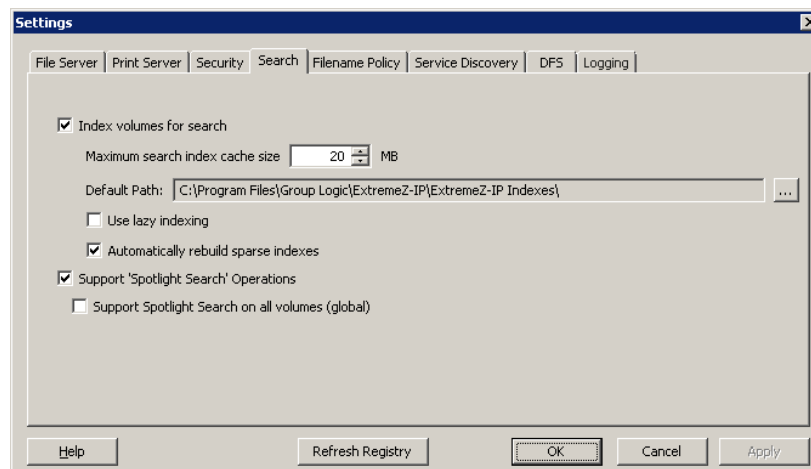 Settings
File Server Print Server Security Search Filename Policy Service Discovery DFS Logging
Index volumes for search
Maximum search index cache size 20 MB
Default Path: C:\Program Files\Group Logic\ExtremeZ-IP\ExtremeZ-IP Indexes\ ...
Use lazy indexing
Automatically rebuild sparse indexes
Support 'Spotlight Search' Operations
Support Spotlight Search on all volumes (global)
Help Refresh Registry OK Cancel Apply